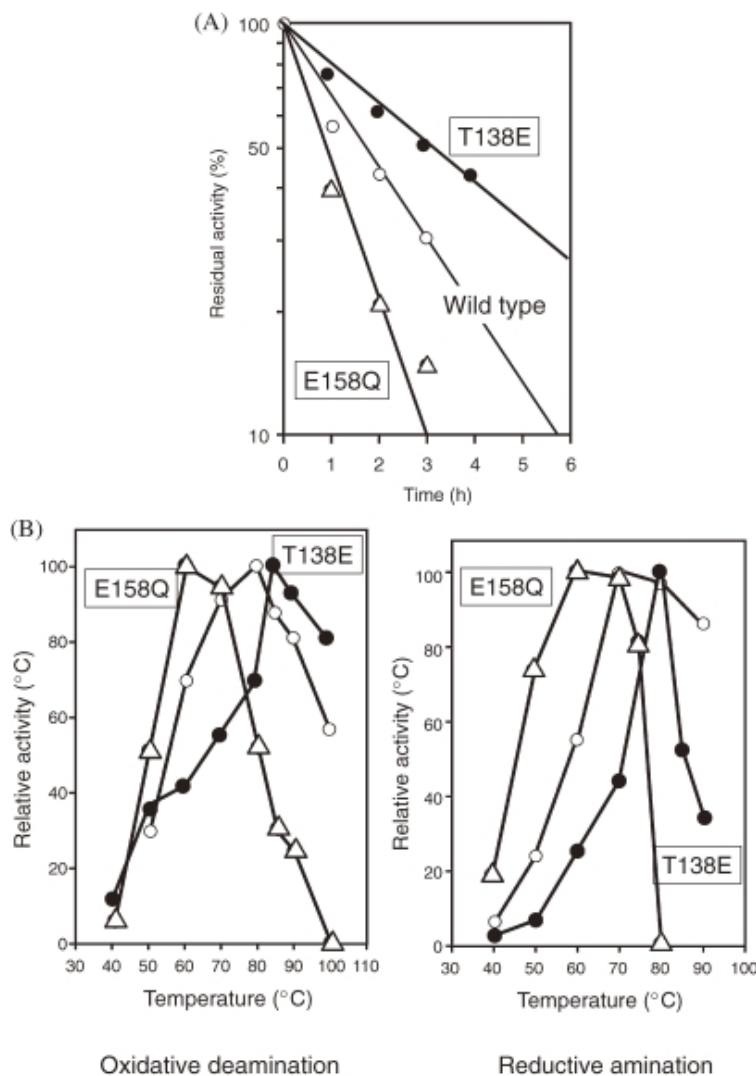 (A)
100
50
10
Residual activity (%)
T138E
Wild type
E158Q
0 1 2 3 4 5 6
Time (h)
(B)
100
80
60
40
20
0
Relative activity (°C)
E158Q
T138E
30 40 50 60 70 80 90 100 110
Temperature (°C)
Oxidative deamination
100
80
60
40
20
0
Relative activity (°C)
E158Q
T138E
30 40 50 60 70 80 90
Temperature (°C)
Reductive amination